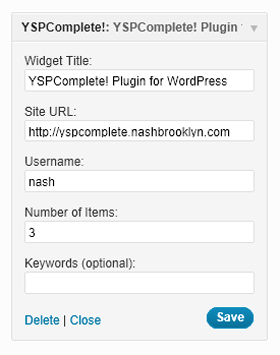 YSPComplete!: YSPComplete! Plugin
Widget Title:
YSPComplete! Plugin for WordPress
Site URL:
http://yspcomplete.nashbrooklyn.com
Username:
nash
Number of Items:
3
Keywords (optional):
Delete | Close
Save